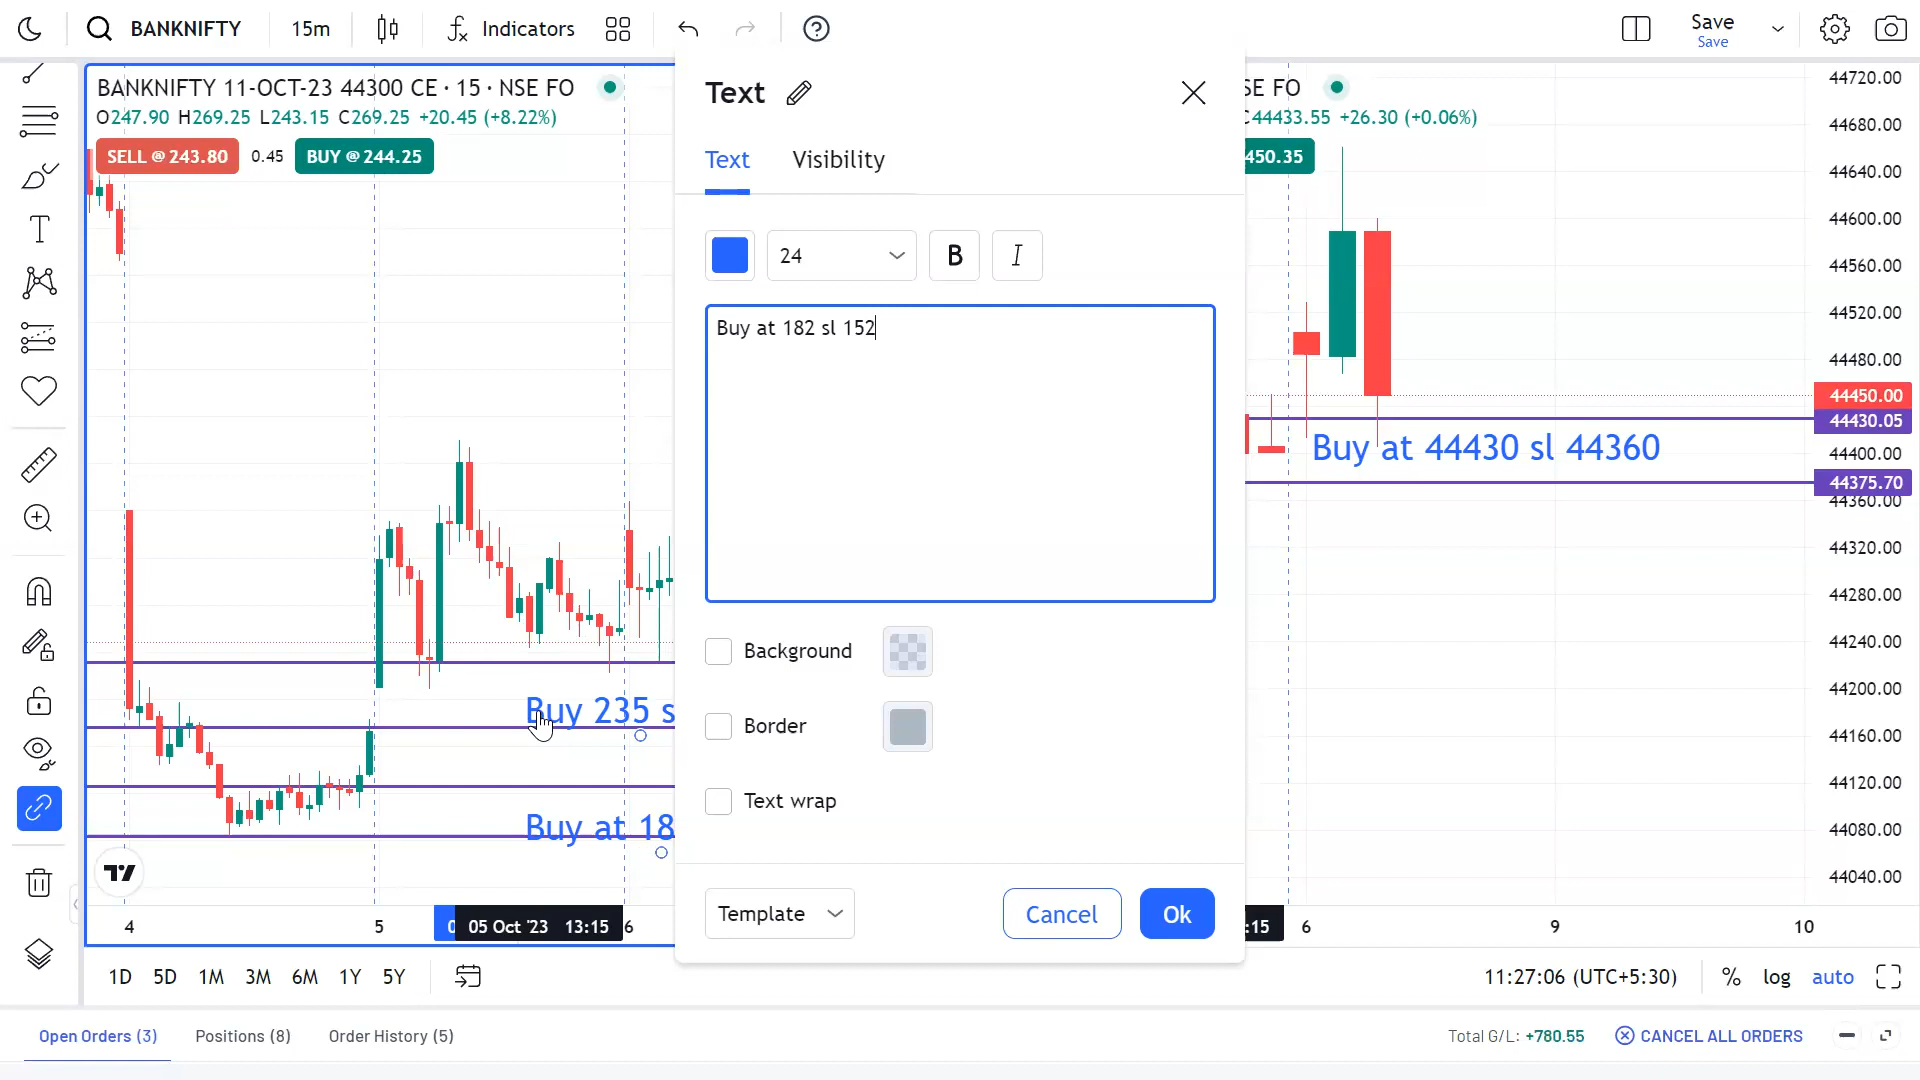 BANKNIFTY
15m
Indicators
Save
Save
BANKNIFTY 11-OCT-23 44300 CE · 15 · NSE FO
O247.90 H269.25 L243.15 C269.25 +20.45 (+8.22%)
SELL @ 243.80
0.45
BUY @ 244.25
Text
Text
Visibility
24
B
I
Buy at 182 sl 152
Background
Border
Text wrap
Template
Cancel
Ok
Buy 235 s
Buy at 18
4
5
05 Oct '23 13:15
6
SE FO
C44433.55 +26.30 (+0.06%)
450.35
Buy at 44430 sl 44360
44720.00
44680.00
44640.00
44600.00
44560.00
44520.00
44480.00
44450.00
44430.05
44400.00
44375.70
44360.00
44320.00
44280.00
44240.00
44200.00
44160.00
44120.00
44080.00
44040.00
:15
6
9
10
1D
5D
1M
3M
6M
1Y
5Y
11:27:06 (UTC+5:30)
%
log
auto
Open Orders (3)
Positions (8)
Order History (5)
Total G/L: +780.55
CANCEL ALL ORDERS